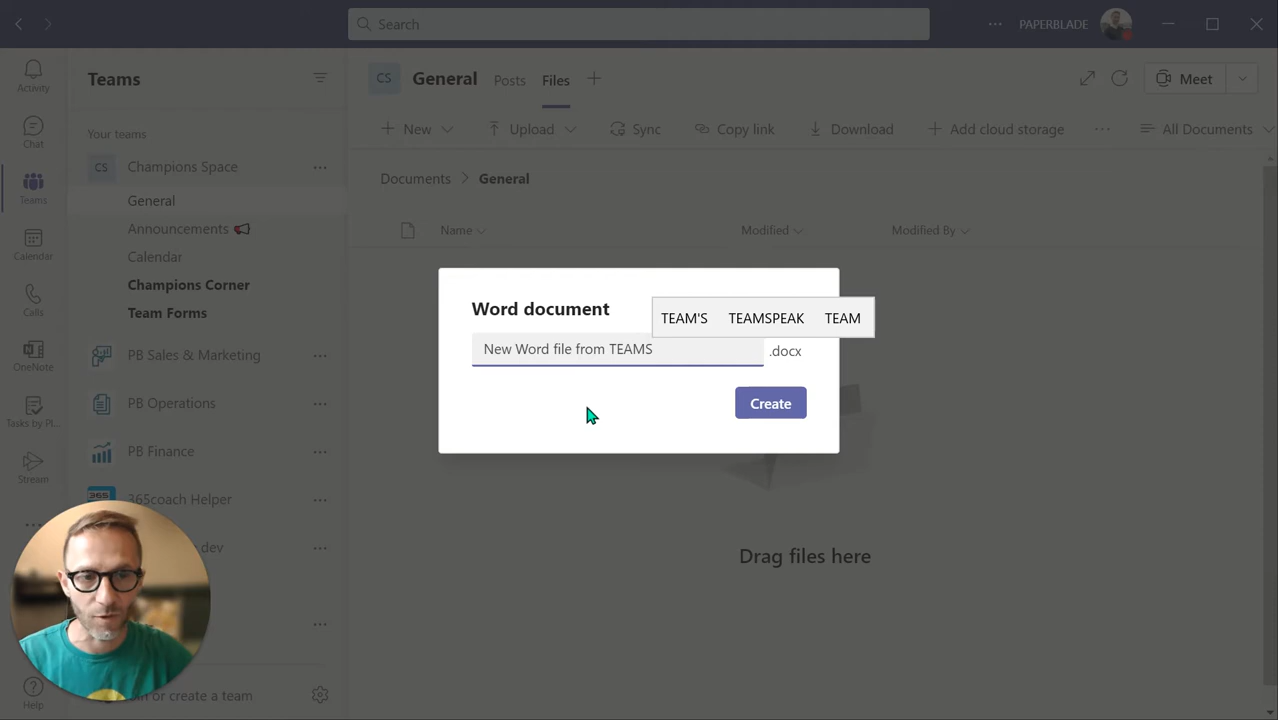 Search
PAPERBLADE
Activity
Chat
Teams
Calendar
Calls
OneNote
Tasks by Pl...
Stream
Help
Teams
Your teams
CS
Champions Space
General
Announcements
Calendar
Champions Corner
Team Forms
PB Sales & Marketing
PB Operations
PB Finance
365
365coach Helper
dev
or create a team
CS
General
Posts
Files
Meet
New
Upload
Sync
Copy link
Download
Add cloud storage
All Documents
Documents > General
Name
Modified
Modified By
Word document
TEAM'S TEAMSPEAK TEAM
New Word file from TEAMS
.docx
Create
Drag files here